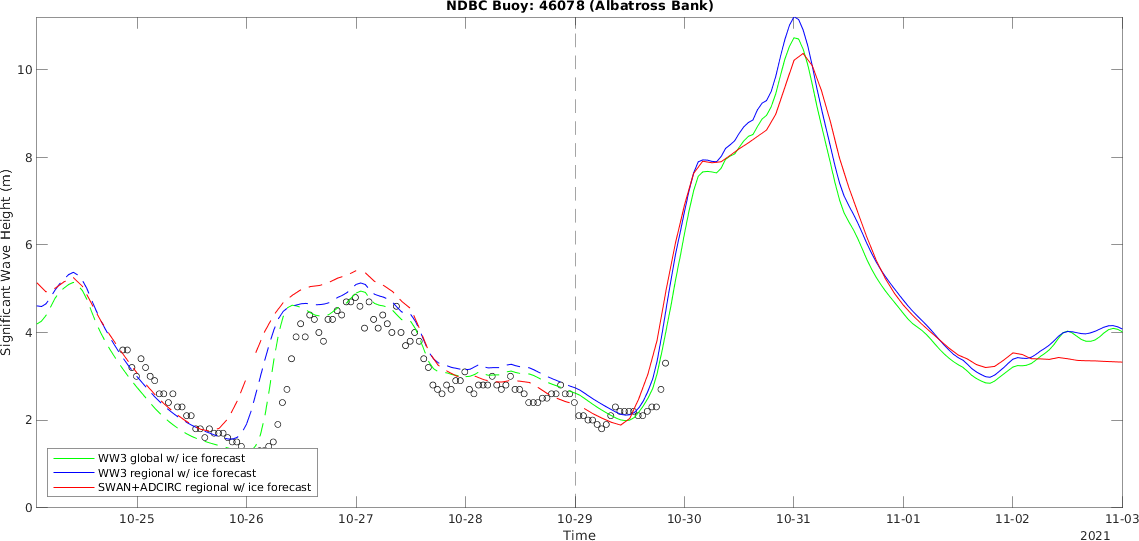 NDBC Buoy: 46078 (Albatross Bank)
10
8
6
4
2
0
Significant Wave Height (m)
WW3 global w/ ice forecast
WW3 regional w/ ice forecast
SWAN+ADCIRC regional w/ ice forecast
10-25 10-26 10-27 10-28 10-29 10-30 10-31 11-01 11-02 11-03
Time
2021